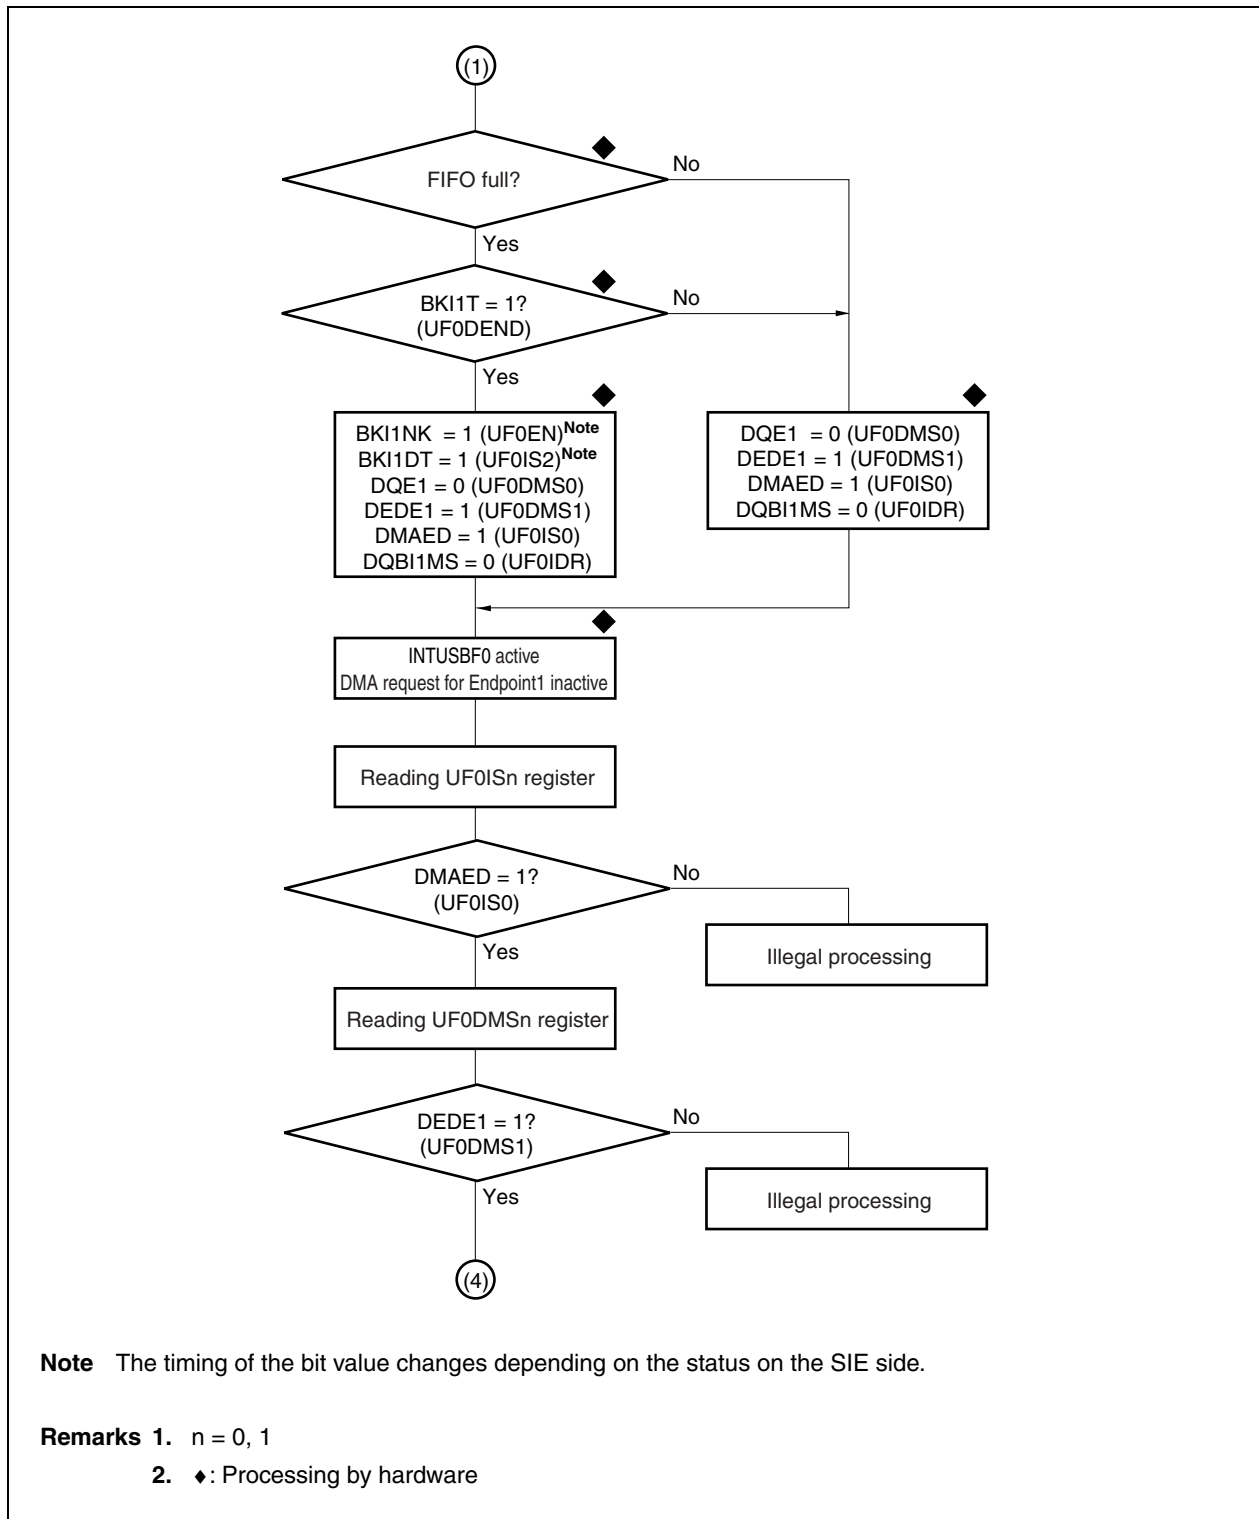 (1)
FIFO full?
No
Yes
BKI1T = 1?
(UF0DEND)
No
Yes
BKI1NK = 1 (UF0EN)Note
BKI1DT = 1 (UF0IS2)Note
DQE1 = 0 (UF0DMS0)
DEDE1 = 1 (UF0DMS1)
DMAED = 1 (UF0IS0)
DQBI1MS = 0 (UF0IDR)
DQE1 = 0 (UF0DMS0)
DEDE1 = 1 (UF0DMS1)
DMAED = 1 (UF0IS0)
DQBI1MS = 0 (UF0IDR)
INTUSBF0 active
DMA request for Endpoint1 inactive
Reading UF0ISn register
DMAED = 1?
(UF0IS0)
No
Yes
Illegal processing
Reading UF0DMSn register
DEDE1 = 1?
(UF0DMS1)
No
Yes
Illegal processing
(4)
Note The timing of the bit value changes depending on the status on the SIE side.
Remarks 1. n = 0, 1
2. ♦: Processing by hardware